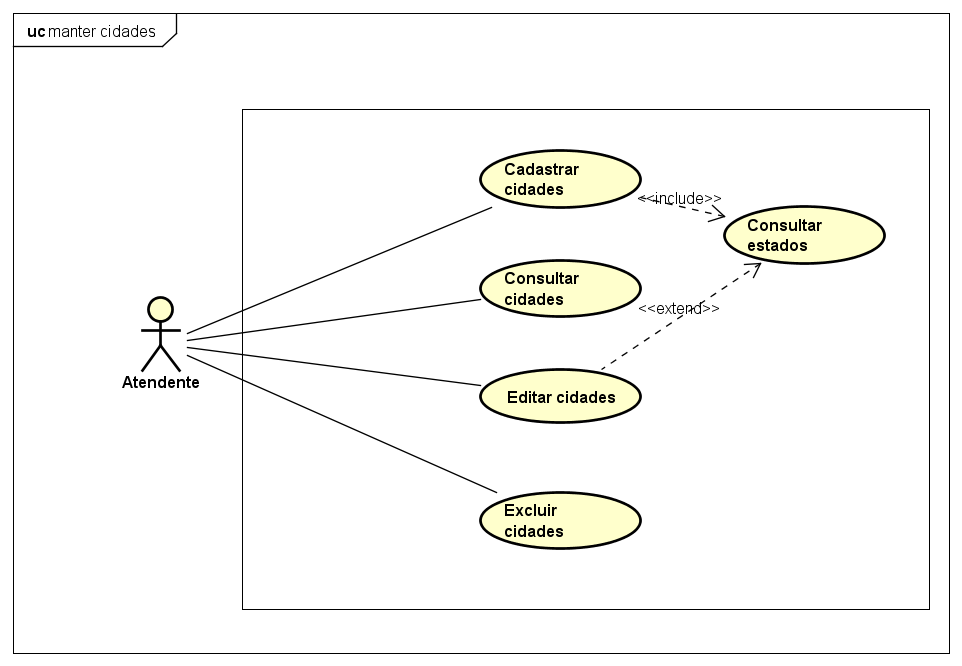 uc manter cidades
Cadastrar
cidades
<<include>>
Consultar
estados
Consultar
cidades
<<extend>>
Atendente
Editar cidades
Excluir
cidades